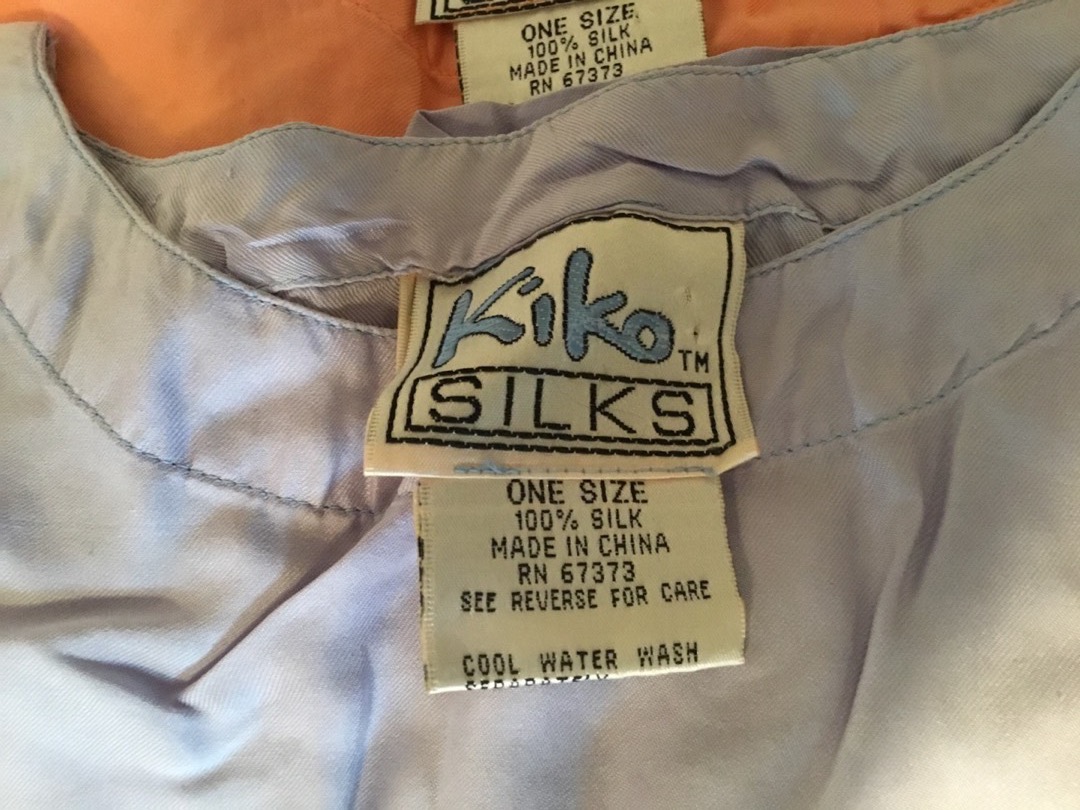 ONE SIZE
100% SILK
MADE IN CHINA
RN 67373
Kiko TM
SILKS
ONE SIZE
100% SILK
MADE IN CHINA
RN 67373
SEE REVERSE FOR CARE
COOL WATER WASH
SEPARATELY